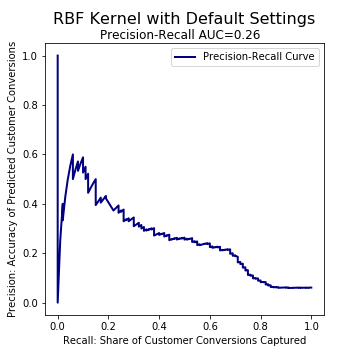 RBF Kernel with Default Settings
Precision-Recall AUC=0.26
Precision-Recall Curve
Precision: Accuracy of Predicted Customer Conversions
1.0
0.8
0.6
0.4
0.2
0.0
0.0 0.2 0.4 0.6 0.8 1.0
Recall: Share of Customer Conversions Captured